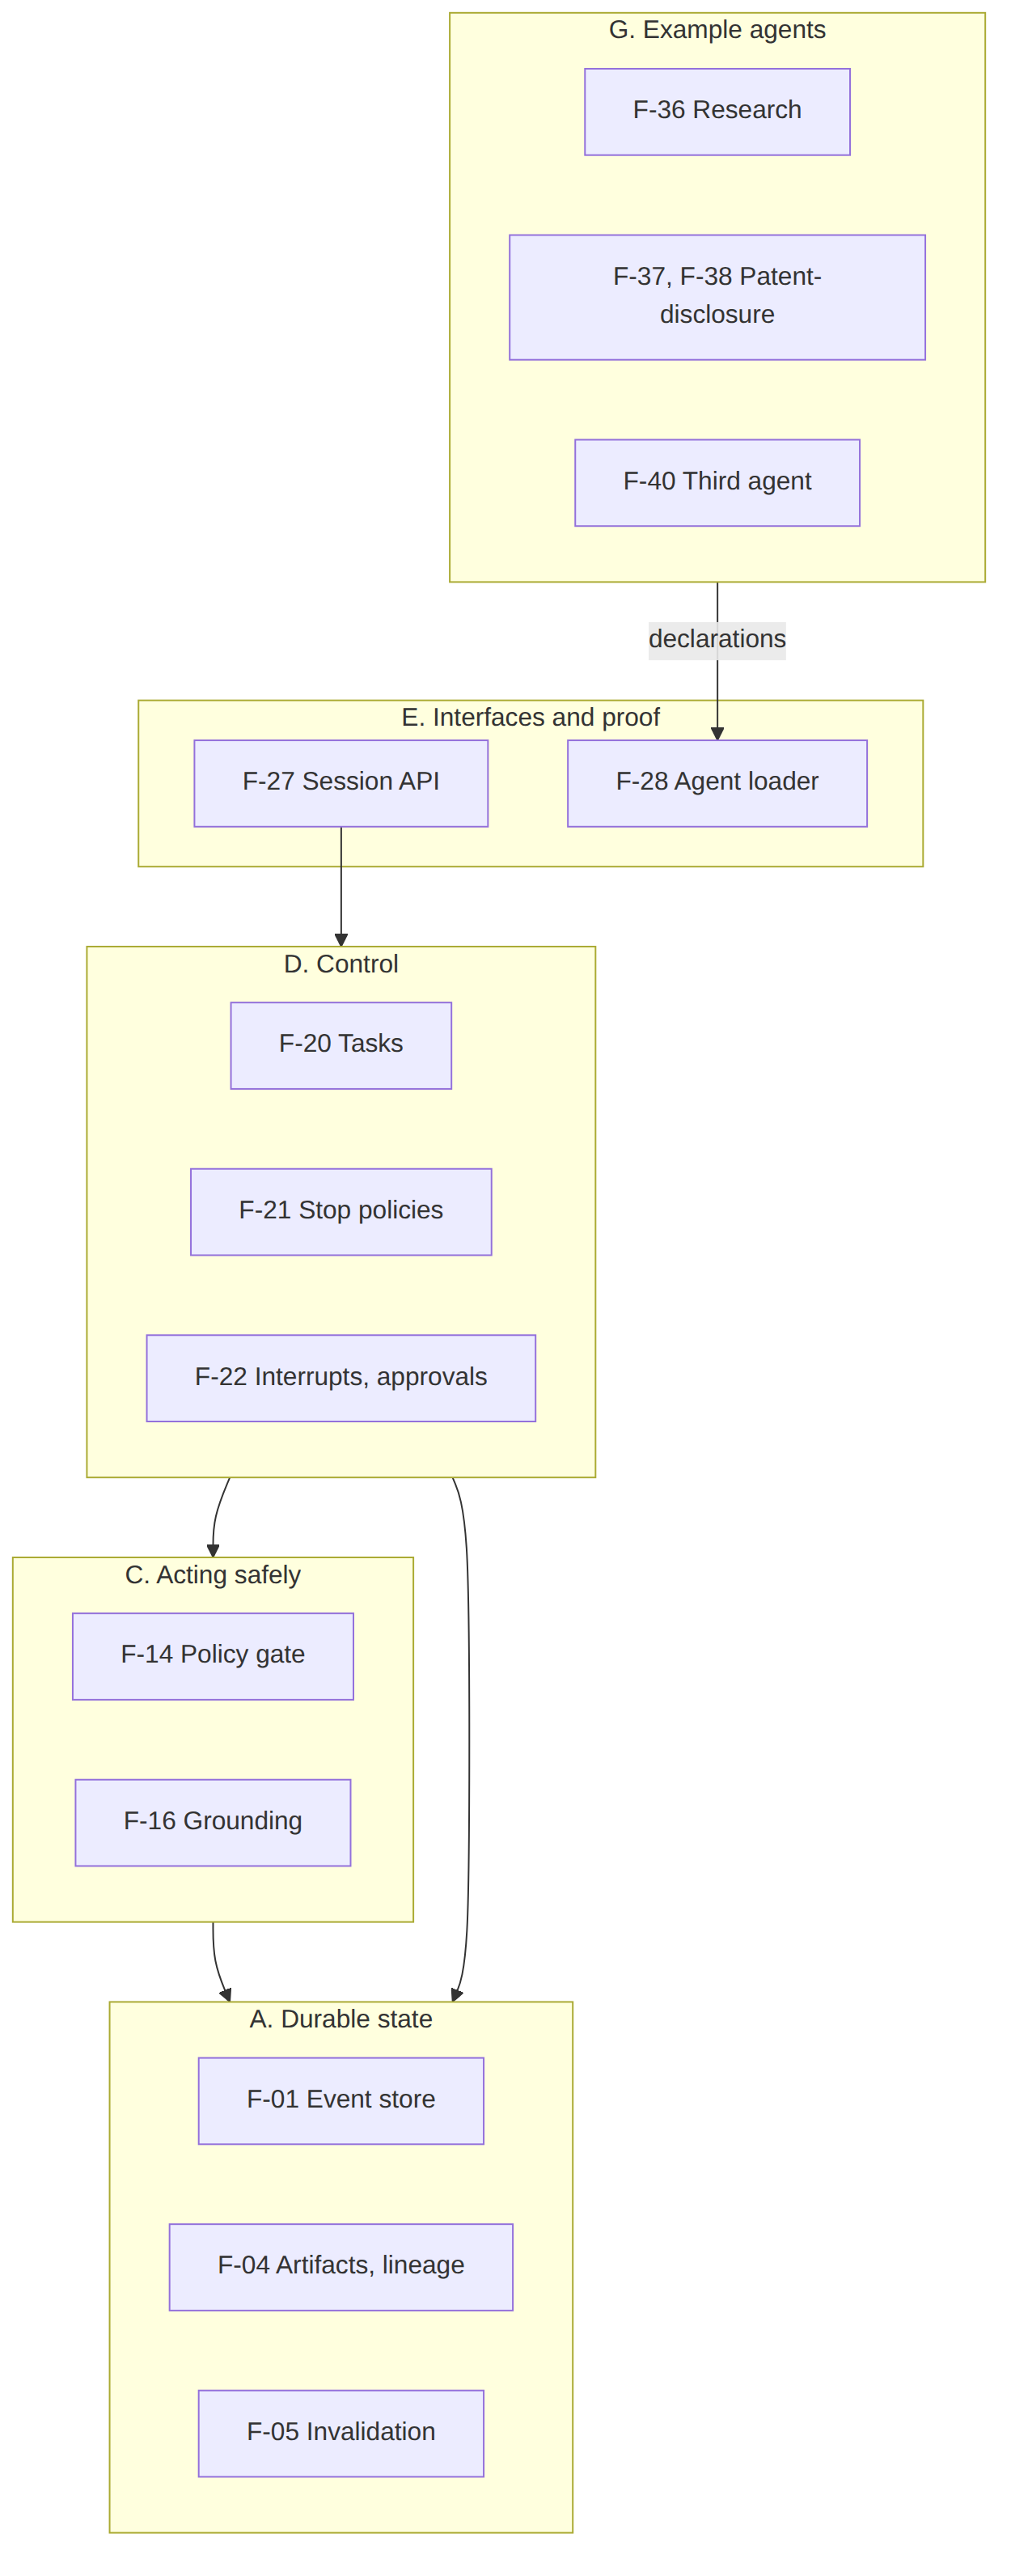 G. Example agents
F-36 Research
F-37, F-38 Patent-
disclosure
F-40 Third agent
declarations
E. Interfaces and proof
F-27 Session API
F-28 Agent loader
D. Control
F-20 Tasks
F-21 Stop policies
F-22 Interrupts, approvals
C. Acting safely
F-14 Policy gate
F-16 Grounding
A. Durable state
F-01 Event store
F-04 Artifacts, lineage
F-05 Invalidation